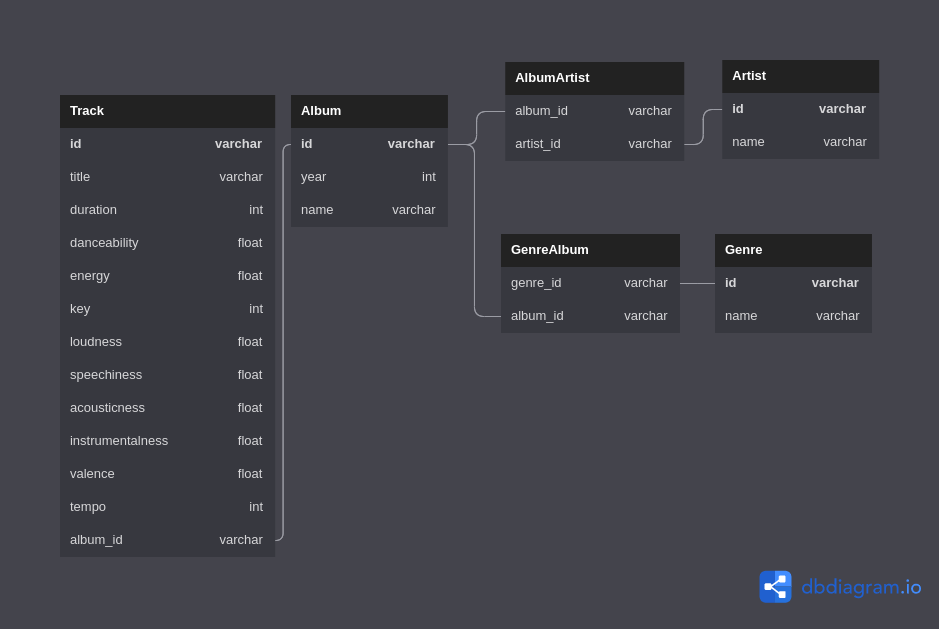 Track
id varchar
title varchar
duration int
danceability float
energy float
key int
loudness float
speechiness float
acousticness float
instrumentalness float
valence float
tempo int
album_id varchar
Album
id varchar
year int
name varchar
AlbumArtist
album_id varchar
artist_id varchar
Artist
id varchar
name varchar
GenreAlbum
genre_id varchar
album_id varchar
Genre
id varchar
name varchar
dbdiagram.io